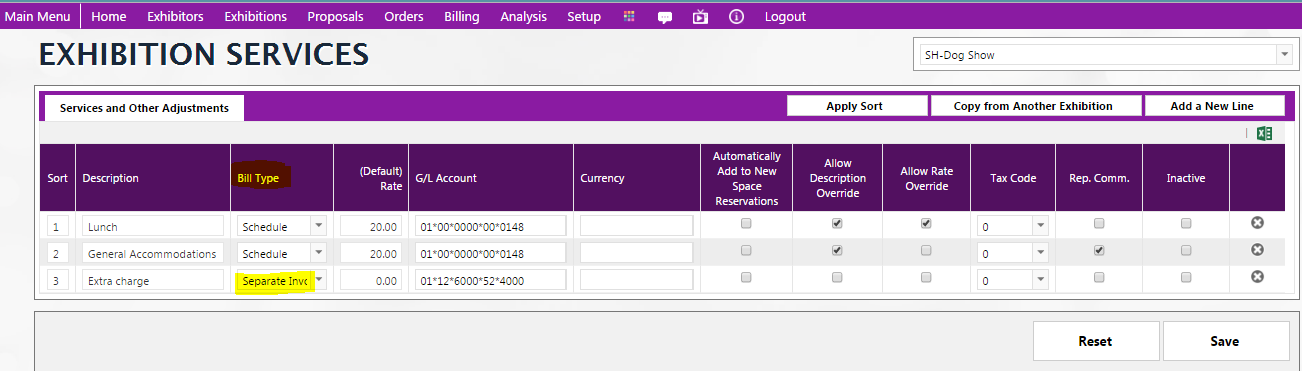 Main Menu Home Exhibitors Exhibitions Proposals Orders Billing Analysis Setup Logout
EXHIBITION SERVICES
SH-Dog Show
Services and Other Adjustments Apply Sort Copy from Another Exhibition Add a New Line
Sort Description Bill Type (Default) Rate G/L Account Currency Automatically Add to New Space Reservations Allow Description Override Allow Rate Override Tax Code Rep. Comm. Inactive
1 Lunch Schedule 20.00 01*00*0000*00*0148 0
2 General Accommodations Schedule 20.00 01*00*0000*00*0148 0
3 Extra charge Separate Invo 0.00 01*12*6000*52*4000 0
Reset Save